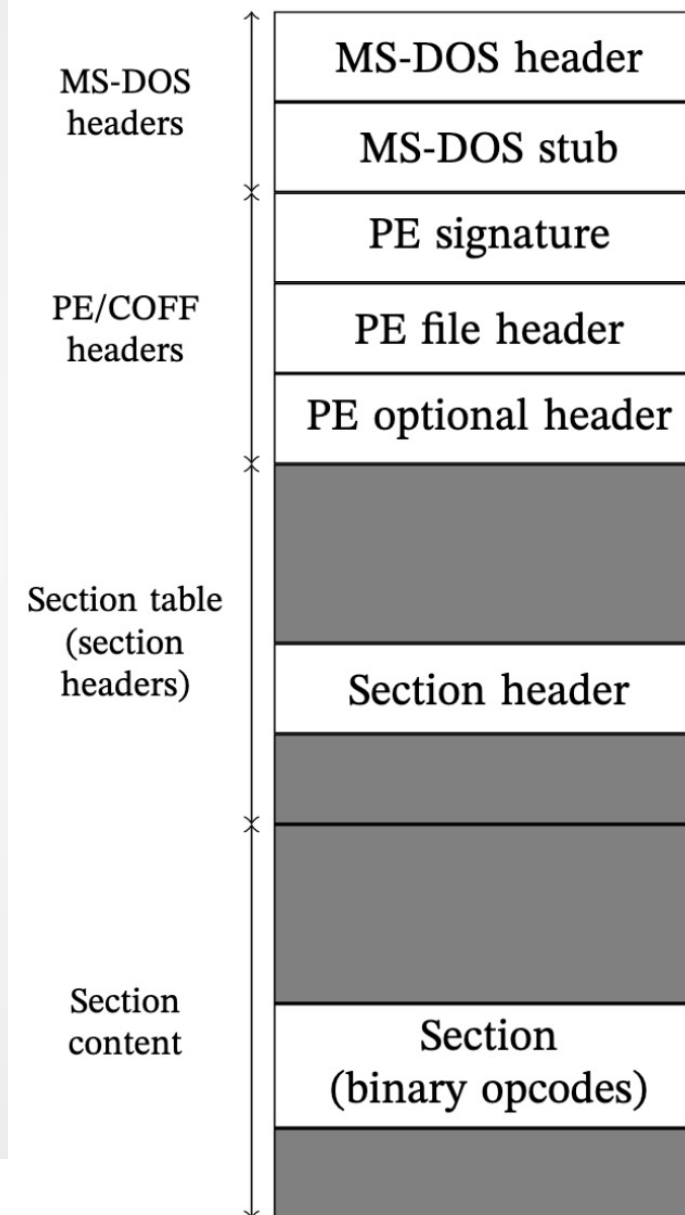 MS-DOS
headers
MS-DOS header
MS-DOS stub
PE/COFF
headers
PE signature
PE file header
PE optional header
Section table
(section
headers)
Section header
Section
content
Section
(binary opcodes)